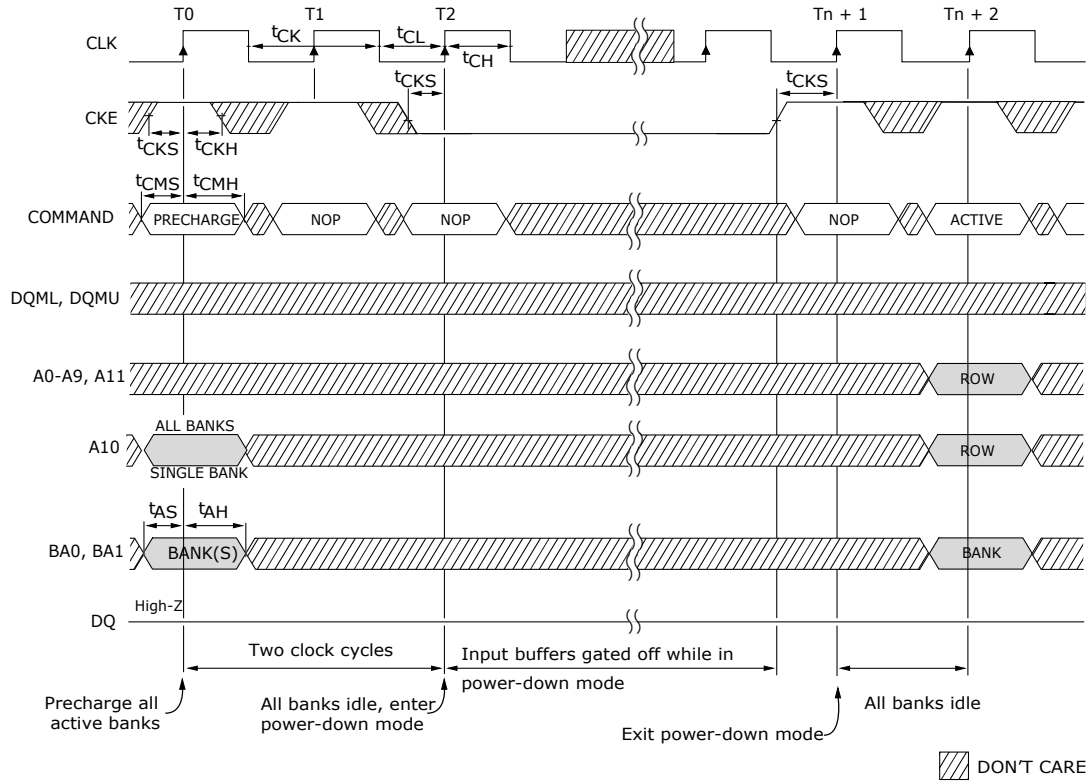 T0 T1 T2 Tn + 1 Tn + 2
CLK
tCK tCL
tCH
tCKS tCKS
CKE
tCKS tCKH
tCMS tCMH
COMMAND PRECHARGE NOP NOP NOP ACTIVE
DQML, DQMU
A0-A9, A11 ROW
ALL BANKS
A10 ROW
SINGLE BANK
tAS tAH
BA0, BA1 BANK(S) BANK
High-Z
DQ
Two clock cycles
Input buffers gated off while in
power-down mode
Precharge all
active banks
All banks idle, enter
power-down mode
Exit power-down mode
All banks idle
DON'T CARE